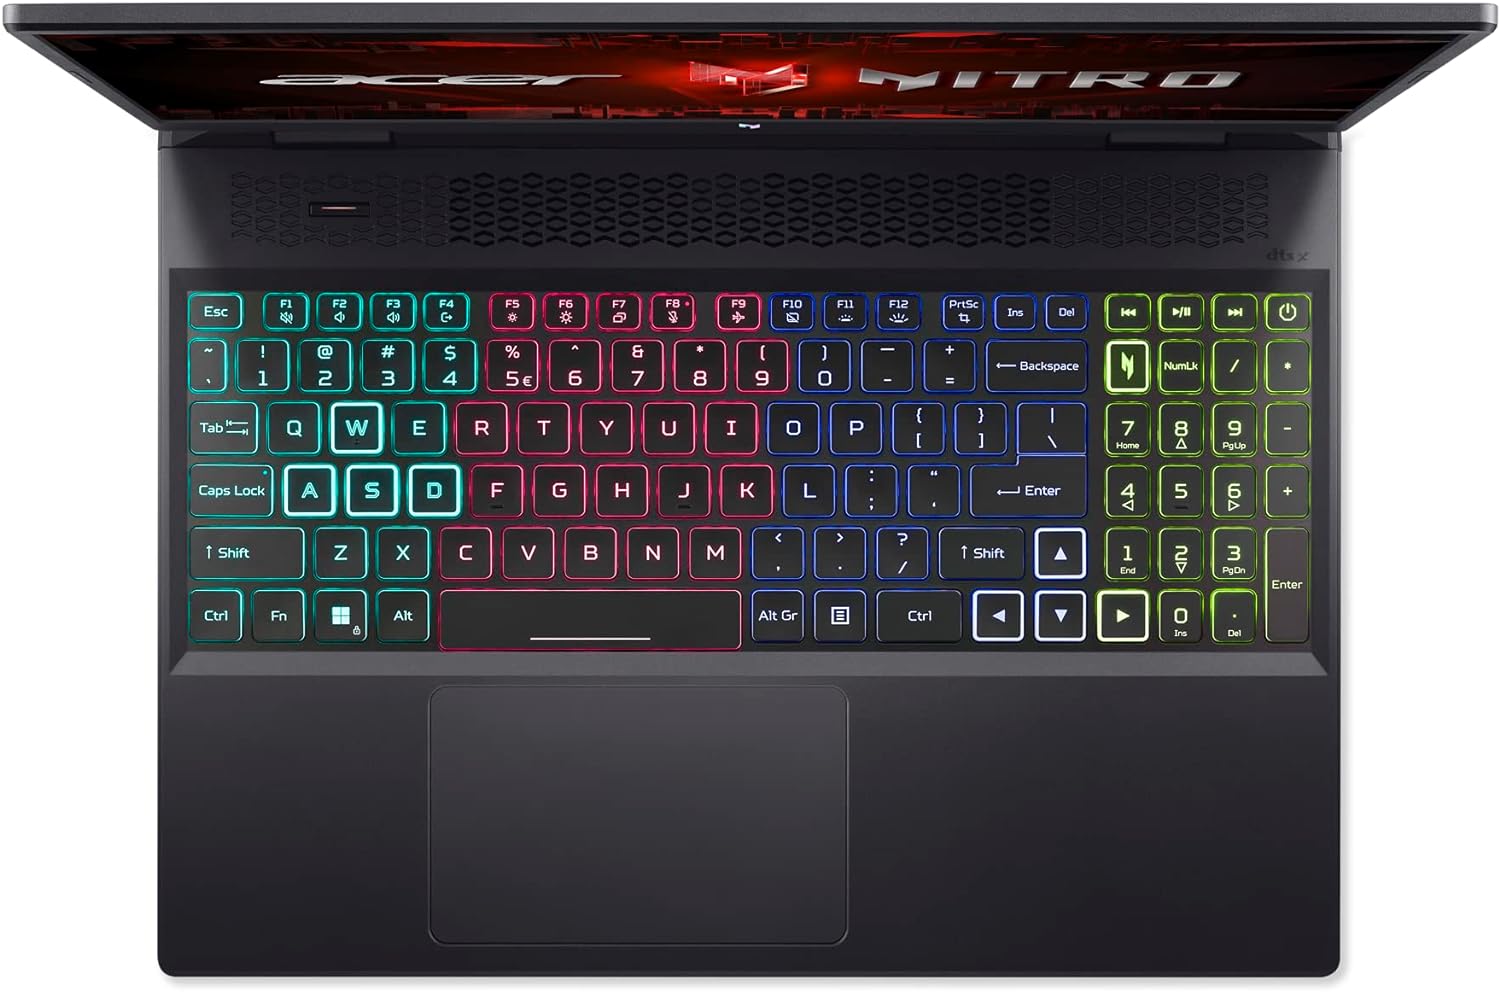 acer NITRO
dts x
Esc F1 F2 F3 F4 F5 F6 F7 F8 F9 F10 F11 F12 PrtSc Ins Del
~ ! @ # $ % ^ & * ( ) — +
` 1 2 3 4 5 € 6 7 8 9 0 - = Backspace NumLk / *
Tab Q W E R T Y U I O P { [ } ] | \ 7 Home 8 9 PgUp -
Caps Lock A S D F G H J K L : ; “ ‘ Enter 4 5 6 +
↑ Shift Z X C V B N M < , > . ? / ↑ Shift ▲ 1 End 2 3 PgDn Enter
Ctrl Fn Alt Alt Gr Ctrl ◀ ▼ ▶ 0 Ins . Del